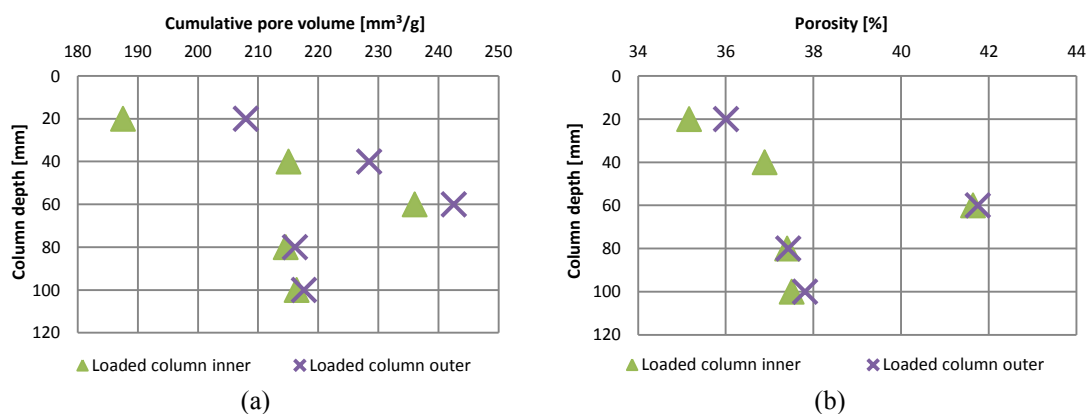 Cumulative pore volume [mm³/g]
180 190 200 210 220 230 240 250
0
20
40
60
80
100
120
Column depth [mm]
Loaded column inner Loaded column outer
(a)
Porosity [%]
34 36 38 40 42 44
0
20
40
60
80
100
120
Column depth [mm]
Loaded column inner Loaded column outer
(b)